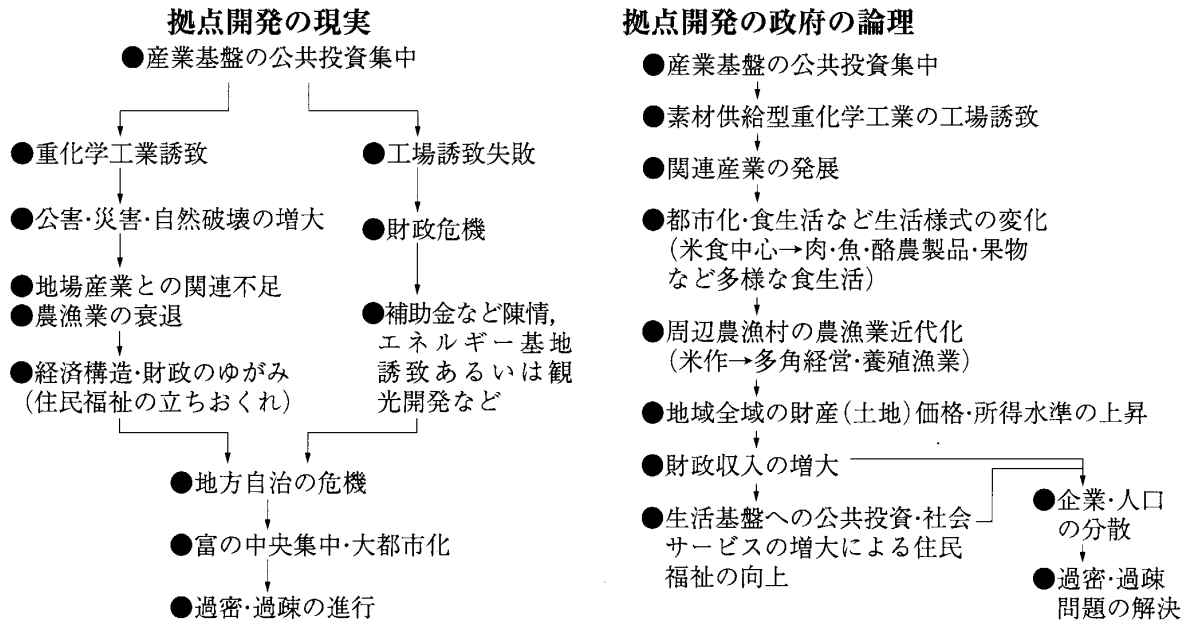 拠点開発の現実
●産業基盤の公共投資集中
●重化学工業誘致
●公害・災害・自然破壊の増大
●地場産業との関連不足
●農漁業の衰退
●経済構造・財政のゆがみ
（住民福祉の立ちおくれ）
●工場誘致失敗
●財政危機
●補助金など陳情，
エネルギー基地
誘致あるいは観
光開発など
●地方自治の危機
●富の中央集中・大都市化
●過密・過疎の進行
拠点開発の政府の論理
●産業基盤の公共投資集中
●素材供給型重化学工業の工場誘致
●関連産業の発展
●都市化・食生活など生活様式の変化
（米食中心→肉・魚・酪農製品・果物
など多様な食生活）
●周辺農漁村の農漁業近代化
（米作→多角経営・養殖漁業）
●地域全域の財産（土地）価格・所得水準の上昇
●財政収入の増大
●生活基盤への公共投資・社会
サービスの増大による住民
福祉の向上
●企業・人口
の分散
●過密・過疎
問題の解決